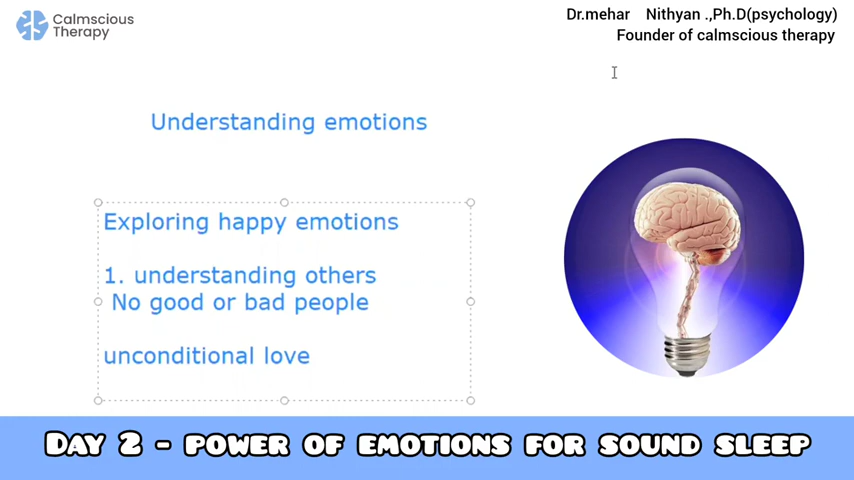 Calmscious
Therapy
Dr.mehar Nithyan .,Ph.D(psychology)
Founder of calmscious therapy
Understanding emotions
Exploring happy emotions
1. understanding others
No good or bad people
unconditional love
DAY 2 - POWER OF EMOTIONS FOR SOUND SLEEP